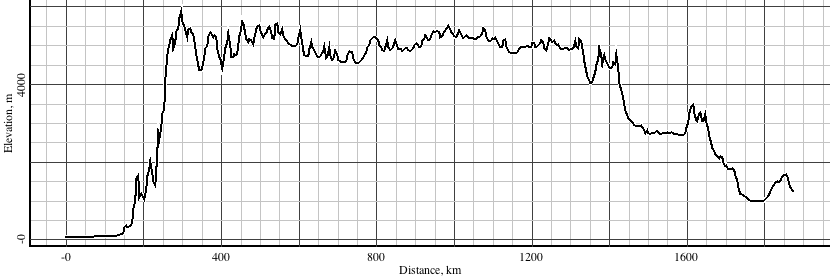 Elevation, m
4000
-0
-0 400 800 1200 1600
Distance, km